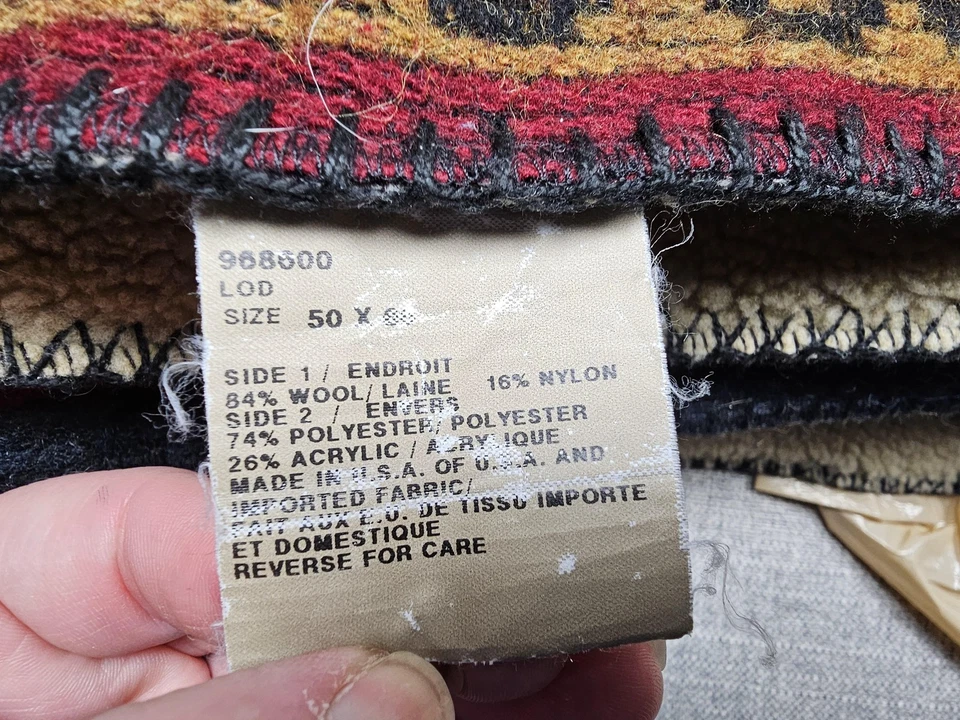 968600
LOD
SIZE 50 X
SIDE 1 / ENDROIT
84% WOOL/ LAINE 16% NYLON
SIDE 2 / ENVERS
74% POLYESTER/ POLYESTER
26% ACRYLIC / ACRYLIQUE
MADE IN U.S.A. OF U.S.A. AND
IMPORTED FABRIC/
FAIT AUX E.U. DE TISSU IMPORTE
ET DOMESTIQUE
REVERSE FOR CARE